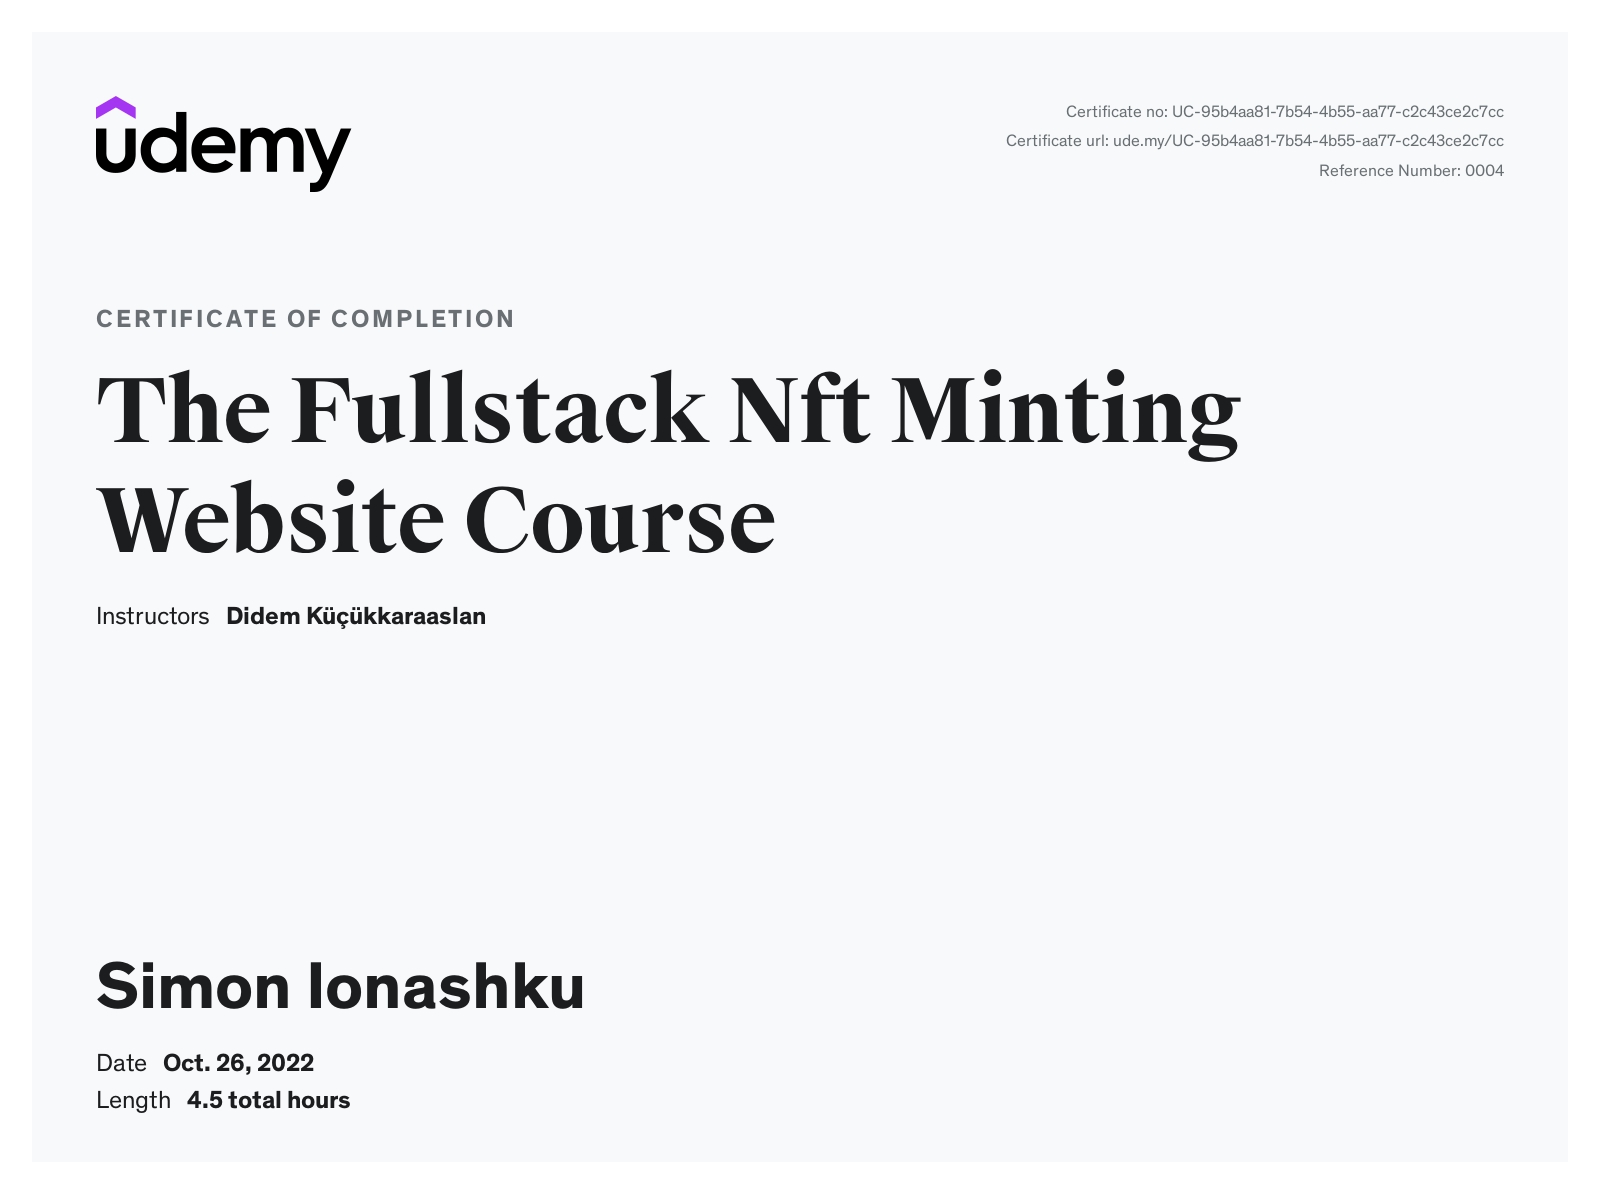 udemy
Certificate no: UC-95b4aa81-7b54-4b55-aa77-c2c43ce2c7cc
Certificate url: ude.my/UC-95b4aa81-7b54-4b55-aa77-c2c43ce2c7cc
Reference Number: 0004
CERTIFICATE OF COMPLETION
The Fullstack Nft Minting
Website Course
Instructors Didem Küçükkaraaslan
Simon Ionashku
Date Oct. 26, 2022
Length 4.5 total hours